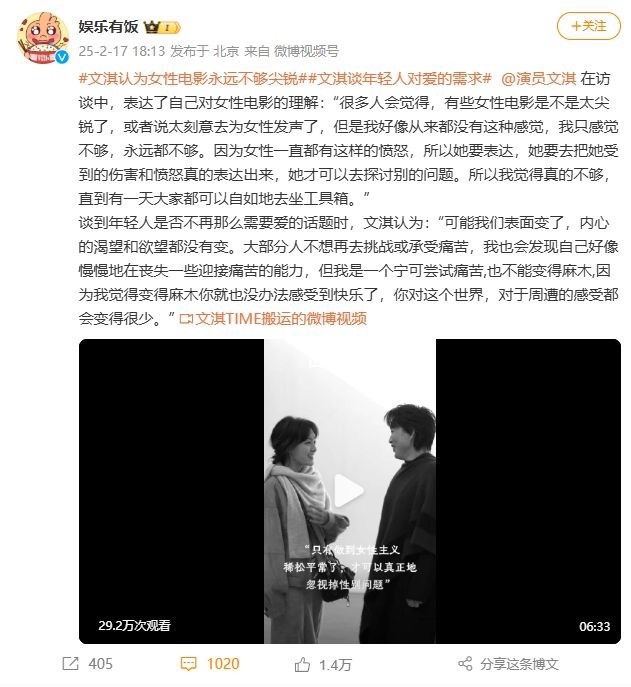 娱乐有饭 1
+关注
25-2-17 18:13 发布于 北京 来自 微博视频号
#文淇认为女性电影永远不够尖锐##文淇谈年轻人对爱的需求# @演员文淇 在访
谈中，表达了自己对女性电影的理解：“很多人会觉得，有些女性电影是不是太尖
锐了，或者说太刻意去为女性发声了，但是我好像从来都没有这种感觉，我只感觉
不够，永远都不够。因为女性一直都有这样的愤怒，所以她要表达，她要去把她受
到的伤害和愤怒真的表达出来，她才可以去探讨别的问题。所以我觉得真的不够，
直到有一天大家都可以自如地去坐工具箱。”
谈到年轻人是否不再那么需要爱的话题时，文淇认为：“可能我们表面变了，内心
的渴望和欲望都没有变。大部分人不想再去挑战或承受痛苦，我也会发现自己好像
慢慢地在丧失一些迎接痛苦的能力，但我是一个宁可尝试痛苦,也不能变得麻木,因
为我觉得变得麻木你就也没办法感受到快乐了，你对这个世界，对于周遭的感受都
会变得很少。” 文淇TIME搬运的微博视频
“只有做到女性主义
稀松平常了，才可以真正地
忽视掉性别问题”
29.2万次观看
06:33
405
1020
1.4万
分享这条博文